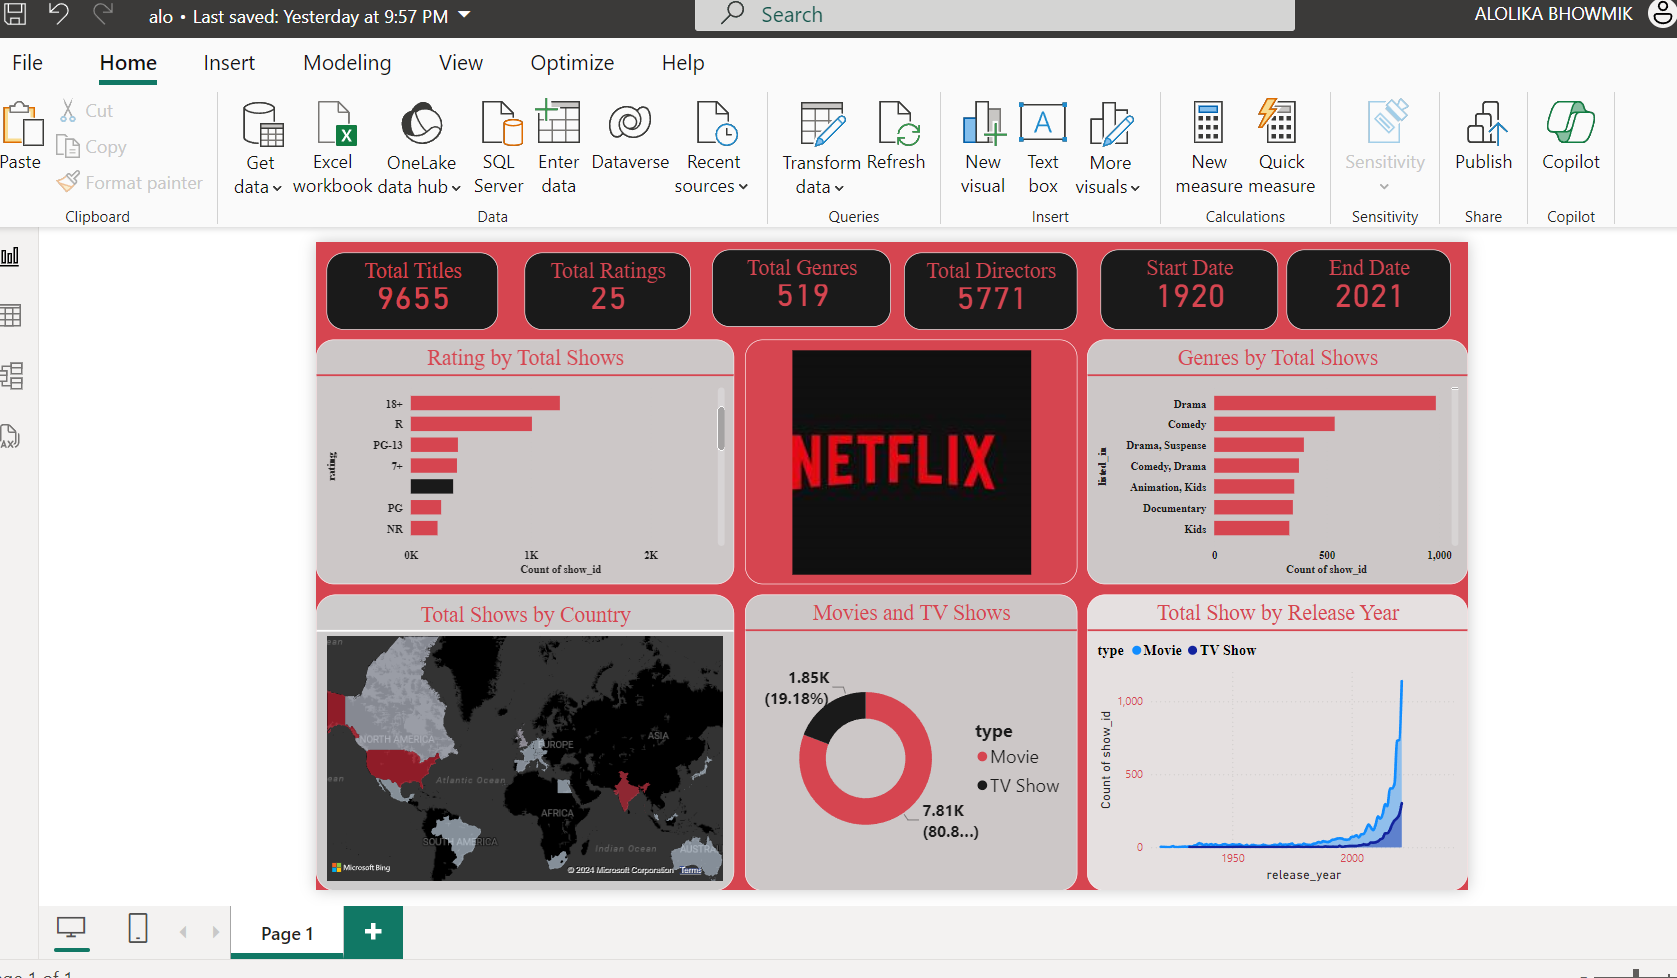 alo • Last saved: Yesterday at 9:57 PM
Search
ALOLIKA BHOWMIK
File
Home
Insert
Modeling
View
Optimize
Help
Paste
Cut
Copy
Format painter
Clipboard
Get data
Excel workbook
OneLake data hub
SQL Server
Enter data
Dataverse
Recent sources
Data
Transform data
Refresh
Queries
New visual
A
Text box
More visuals
Insert
New measure
Quick measure
Calculations
Sensitivity
Sensitivity
Publish
Share
Copilot
Copilot
Total Titles
9655
Total Ratings
25
Total Genres
519
Total Directors
5771
Start Date
1920
End Date
2021
Rating by Total Shows
rating
18+
R
PG-13
7+
PG
NR
0K
1K
2K
Count of show_id
NETFLIX
Genres by Total Shows
listed_in
Drama
Comedy
Drama, Suspense
Comedy, Drama
Animation, Kids
Documentary
Kids
0
500
1,000
Count of show_id
Total Shows by Country
ean
NORTH AMERICA
EUROPE
ASIA
ean
Atlantic Ocean
AFRICA
SOUTH AMERICA
Indian Ocean
AUSTRAL
Microsoft Bing
© 2024 Microsoft Corporation Terms
Movies and TV Shows
1.85K
(19.18%)
7.81K
(80.8...)
type
Movie
TV Show
Total Show by Release Year
type Movie TV Show
Count of show_id
1,000
500
0
1950
2000
release_year
Page 1